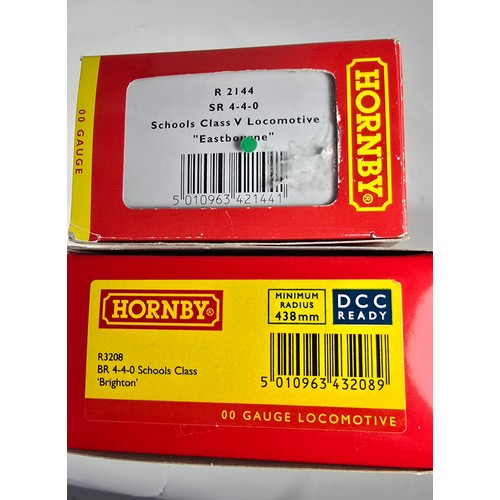 R 2144
SR 4-4-0
Schools Class V Locomotive
"Eastbourne"
5 010963 421441
00 GAUGE
HORNBY®
HORNBY®
MINIMUM
RADIUS
438mm
DCC
READY
R3208
BR 4-4-0 Schools Class
'Brighton'
5 010963 432089
00 GAUGE LOCOMOTIVE